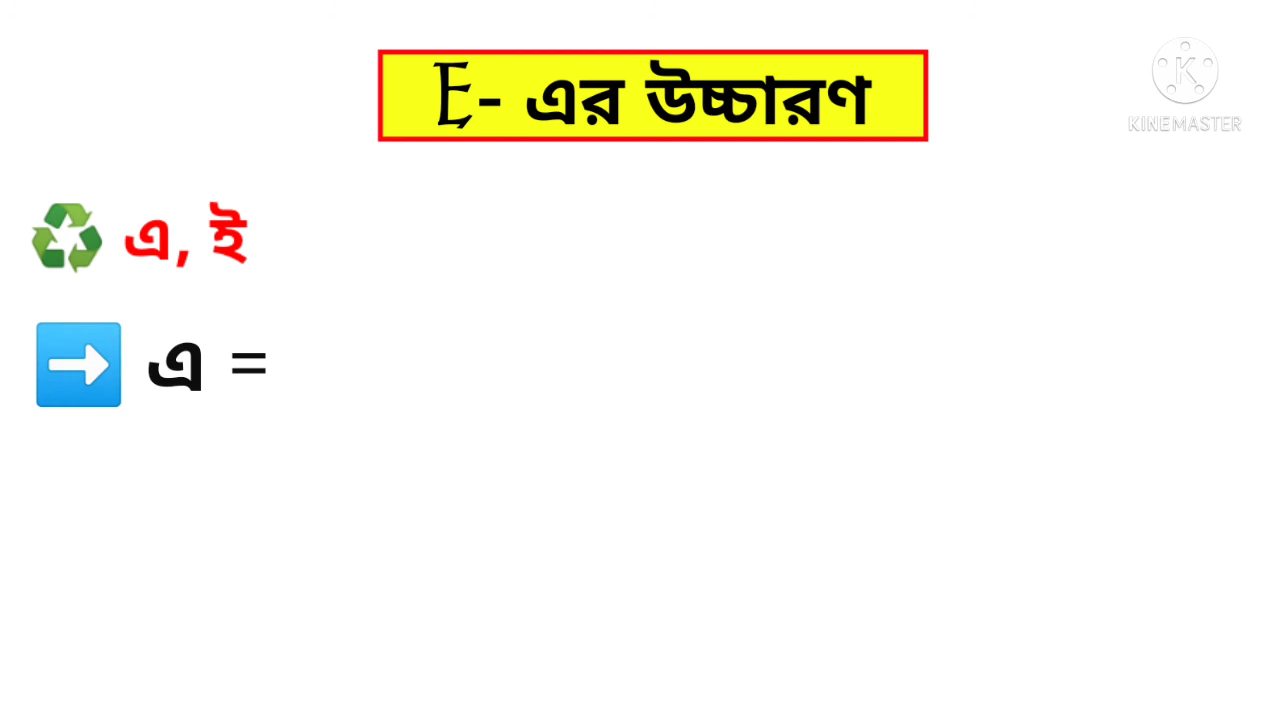 E- এর উচ্চারণ
KINEMASTER
এ, ই
এ =